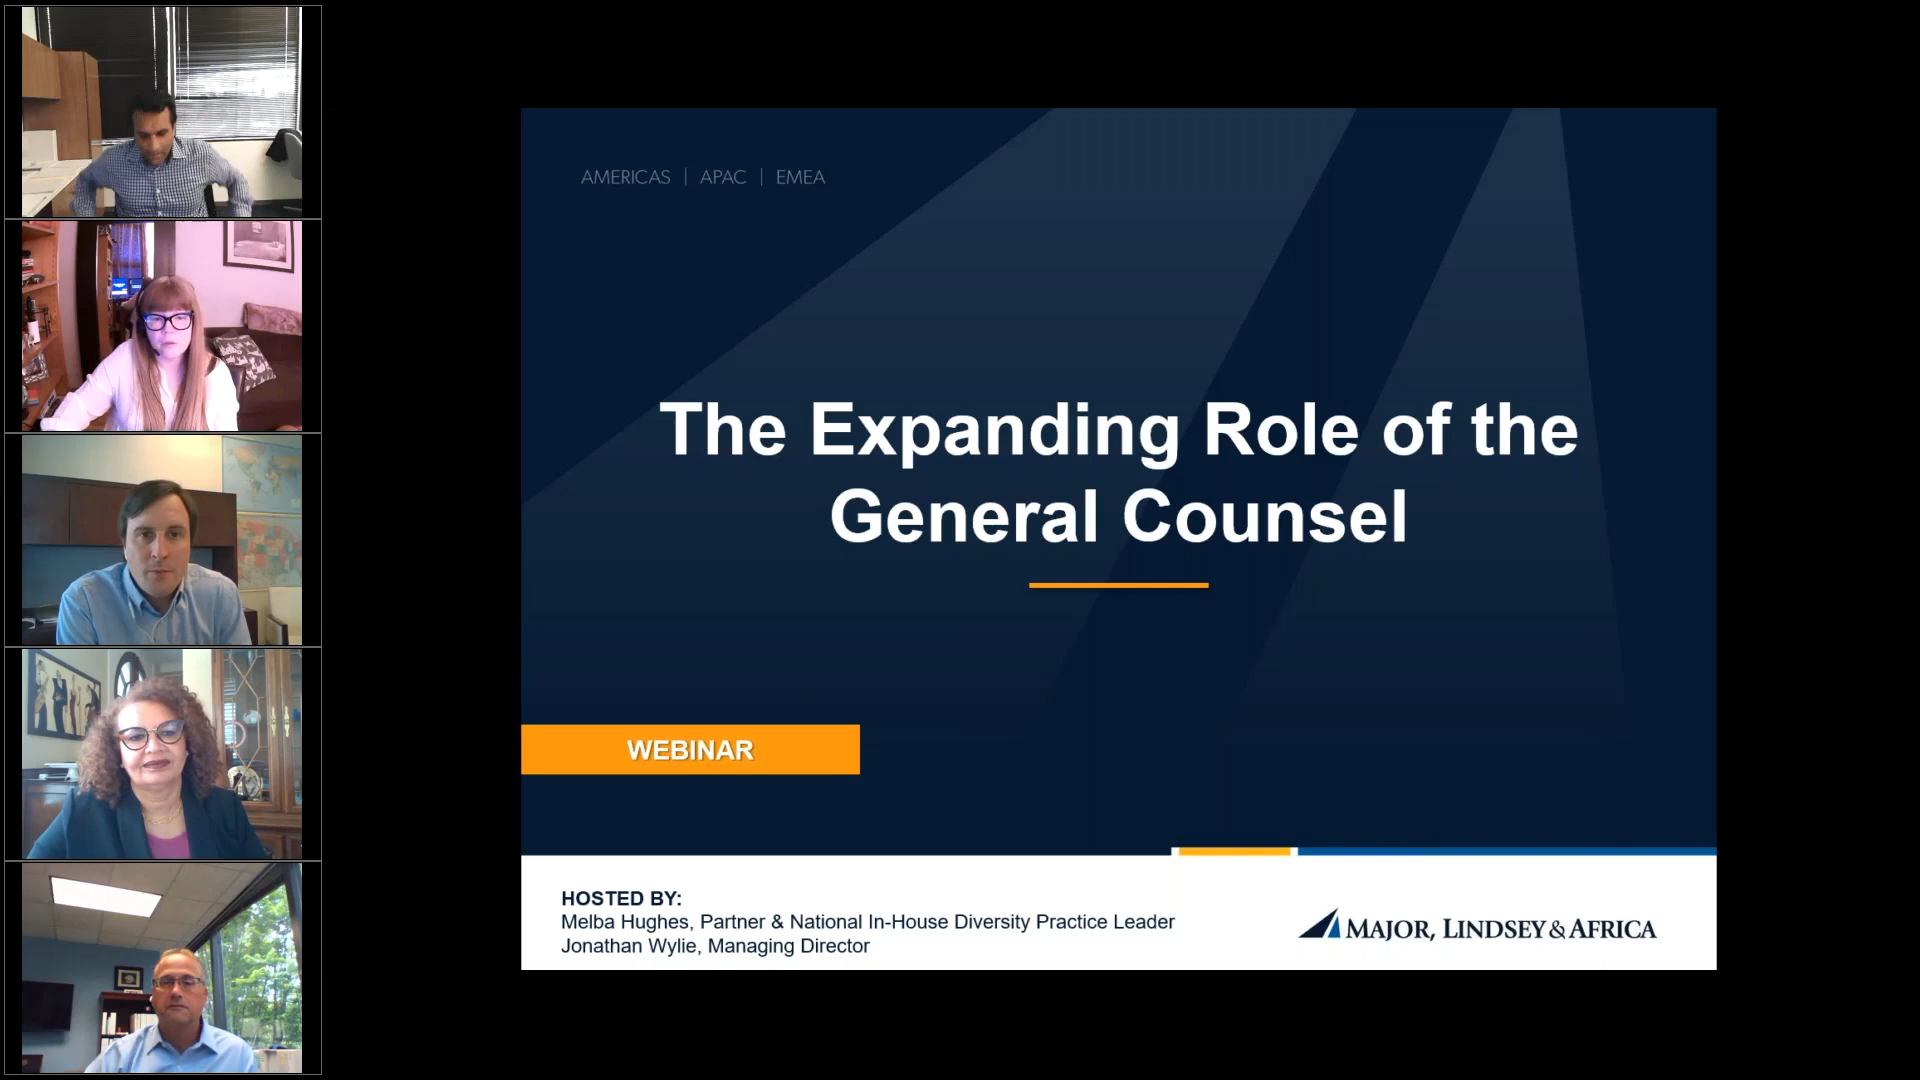 AMERICAS | APAC | EMEA
The Expanding Role of the
General Counsel
WEBINAR
HOSTED BY:
Melba Hughes, Partner & National In-House Diversity Practice Leader
Jonathan Wylie, Managing Director
MAJOR, LINDSEY & AFRICA